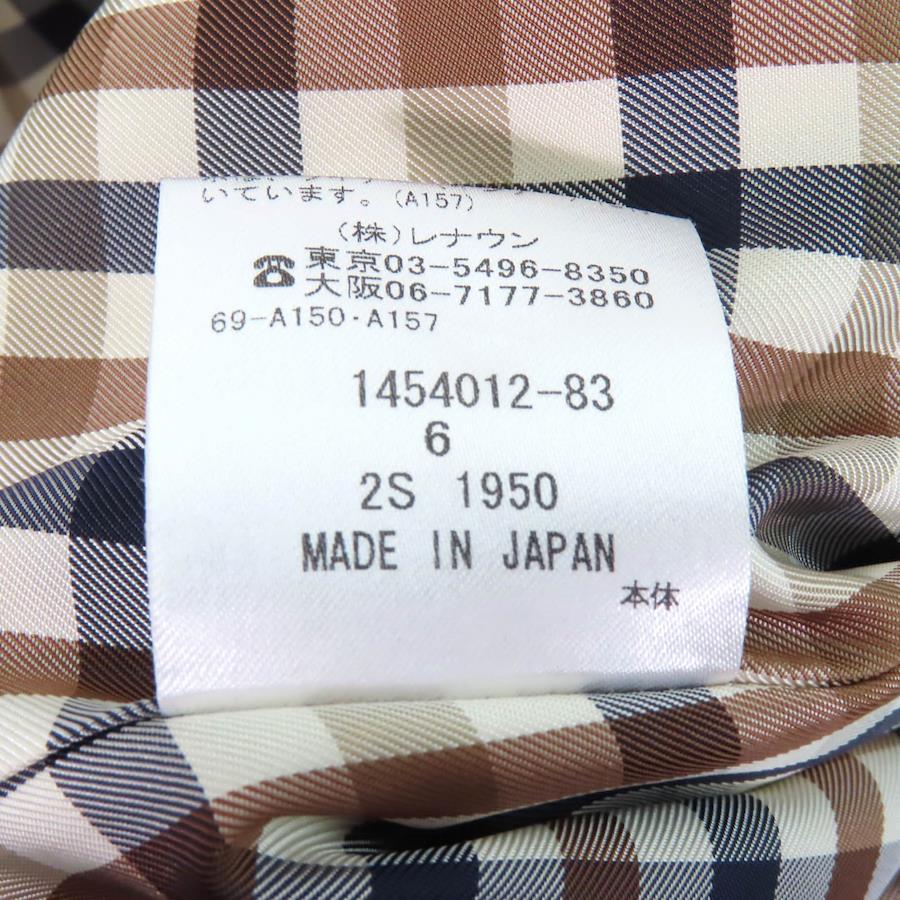 いています。(A157)
(株)レナウン
☎東京03-5496-8350
大阪06-7177-3860
69-A150・A157
1454012-83
6
2S 1950
MADE IN JAPAN
本体